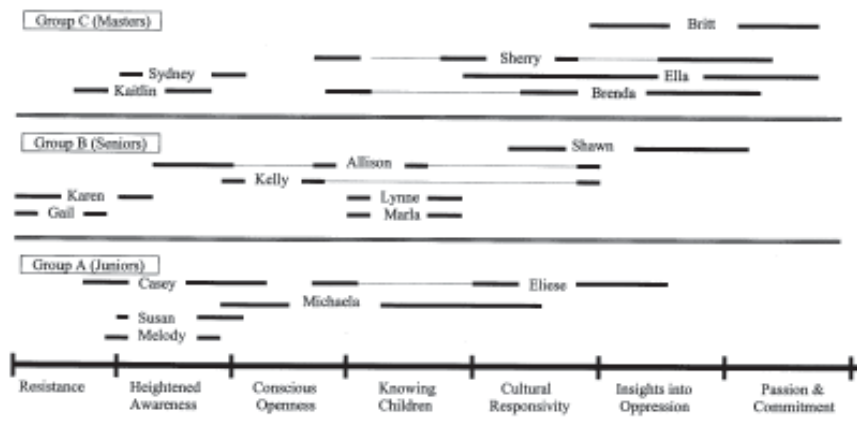 Group C (Masters)
Britt
Sherry
Sydney
Ella
Kaitlin
Brenda
Group B (Seniors)
Shawn
Allison
Kelly
Karen
Lynne
Gail
Marla
Group A (Juniors)
Casey
Eliese
Michaela
Susan
Melody
Resistance
Heightened
Awareness
Conscious
Openness
Knowing
Children
Cultural
Responsivity
Insights into
Oppression
Passion &
Commitment